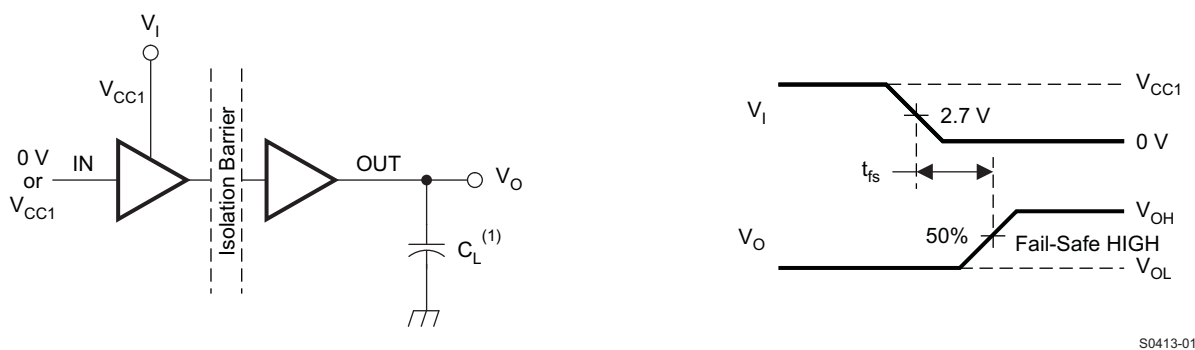 V_I
V_CC1
0 V
or
V_CC1
IN
Isolation Barrier
OUT
V_O
C_L^(1)
V_I
V_CC1
2.7 V
0 V
t_fs
V_O
50%
V_OH
Fail-Safe HIGH
V_OL
S0413-01